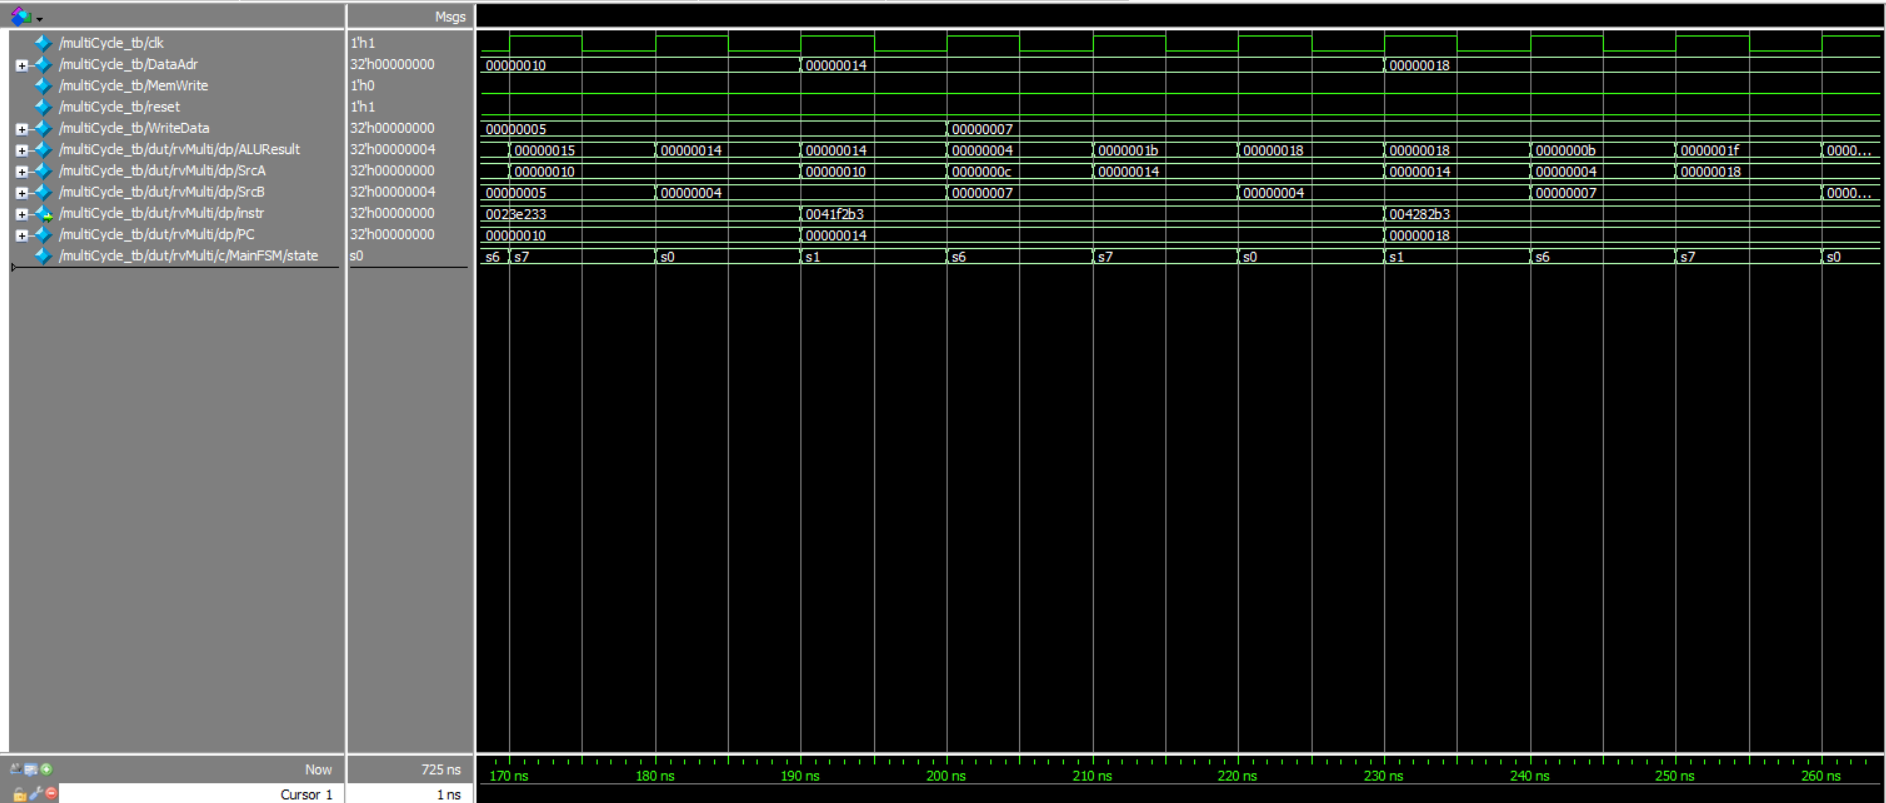 Msgs
/multiCycle_tb/clk 1'h1
/multiCycle_tb/DataAdr 32'h00000000 00000010 00000014 00000018
/multiCycle_tb/MemWrite 1'h0
/multiCycle_tb/reset 1'h1
/multiCycle_tb/WriteData 32'h00000000 00000005 00000007
/multiCycle_tb/dut/rvMulti/dp/ALUResult 32'h00000004 00000015 00000014 00000014 00000004 0000001b 00000018 00000018 0000000b 0000001f 0000...
/multiCycle_tb/dut/rvMulti/dp/SrcA 32'h00000000 00000010 00000010 0000000c 00000014 00000014 00000004 00000018
/multiCycle_tb/dut/rvMulti/dp/SrcB 32'h00000004 00000005 00000004 00000007 00000004 00000007 0000...
/multiCycle_tb/dut/rvMulti/dp/instr 32'h00000000 0023e233 0041f2b3 004282b3
/multiCycle_tb/dut/rvMulti/dp/PC 32'h00000000 00000010 00000014 00000018
/multiCycle_tb/dut/rvMulti/c/MainFSM/state s0 s6 s7 s0 s1 s6 s7 s0 s1 s6 s7 s0
Now 725 ns 170 ns 180 ns 190 ns 200 ns 210 ns 220 ns 230 ns 240 ns 250 ns 260 ns
Cursor 1 1 ns